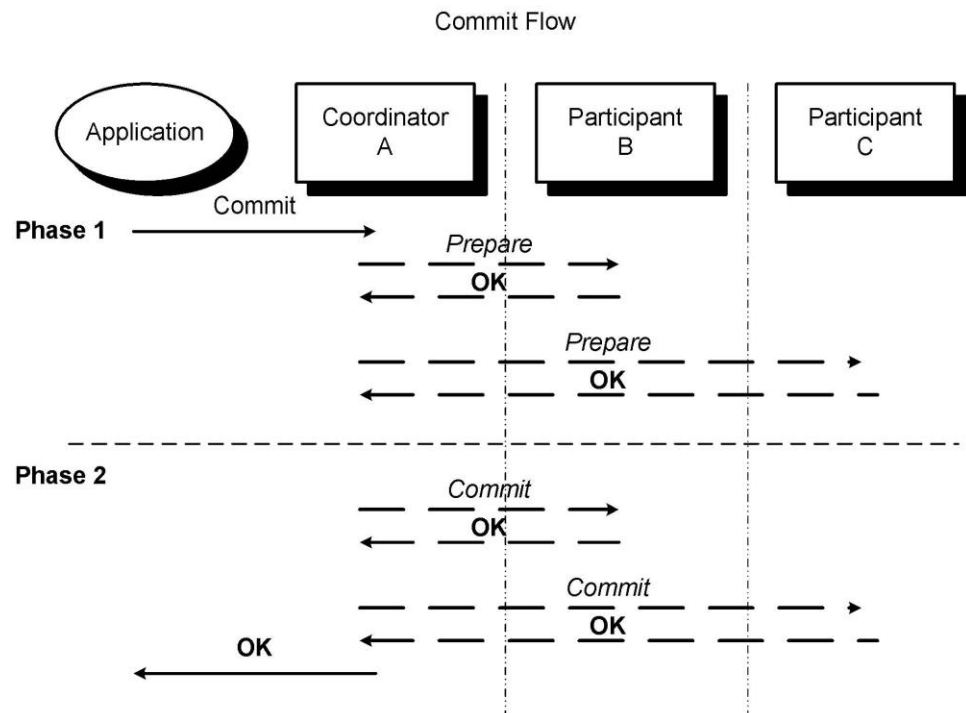 Commit Flow
Application
Coordinator
A
Participant
B
Participant
C
Commit
Phase 1
Prepare
OK
Prepare
OK
Phase 2
Commit
OK
Commit
OK
OK